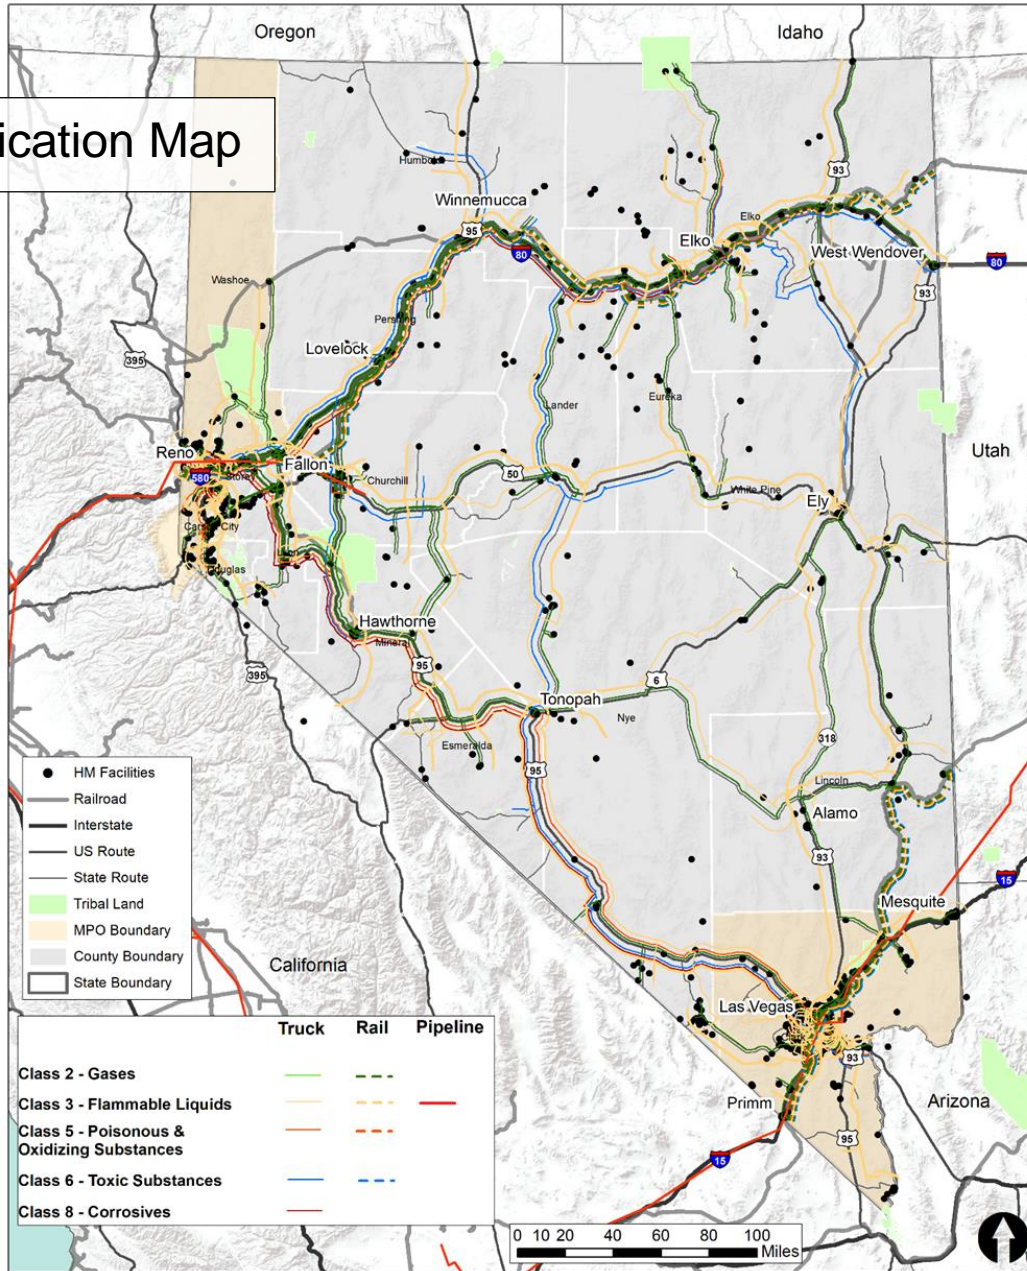 Oregon
Idaho
ication Map
93
Humboldt
Winnemucca
95
Elko
Elko
80
West Wendover
80
93
Washoe
Pershing
395
Lovelock
Lander
Eureka
Utah
Reno
Fallon
50
580
Storey
Churchill
White Pine
Ely
Carson City
Douglas
Lyon
Hawthorne
Mineral
95
395
6
Tonopah
Nye
318
Esmeralda
95
Lincoln
Alamo
93
15
Mesquite
California
Las Vegas
93
Primm
Arizona
95
15
HM Facilities
Railroad
Interstate
US Route
State Route
Tribal Land
MPO Boundary
County Boundary
State Boundary
Truck Rail Pipeline
Class 2 - Gases
Class 3 - Flammable Liquids
Class 5 - Poisonous &
Oxidizing Substances
Class 6 - Toxic Substances
Class 8 - Corrosives
0 10 20 40 60 80 100
Miles